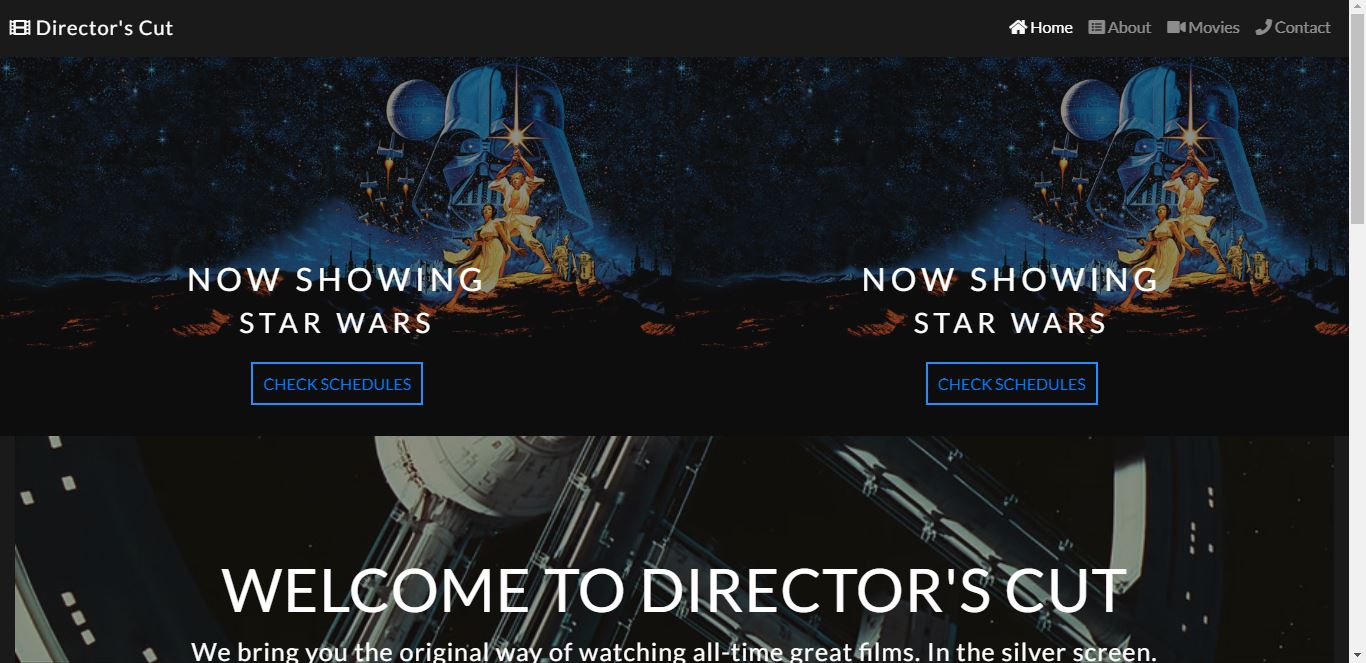 Director's Cut
Home About Movies Contact
NOW SHOWING
STAR WARS
CHECK SCHEDULES
NOW SHOWING
STAR WARS
CHECK SCHEDULES
WELCOME TO DIRECTOR'S CUT
We bring you the original way of watching all-time great films. In the silver screen.